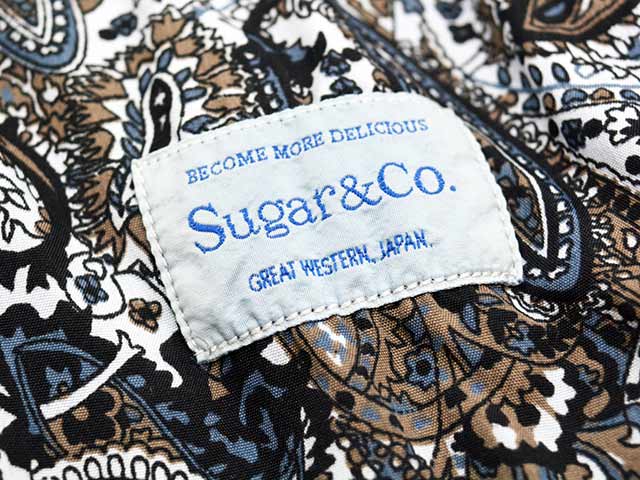 BECOME MORE DELICIOUS
Sugar&Co.
GREAT WESTERN, JAPAN.